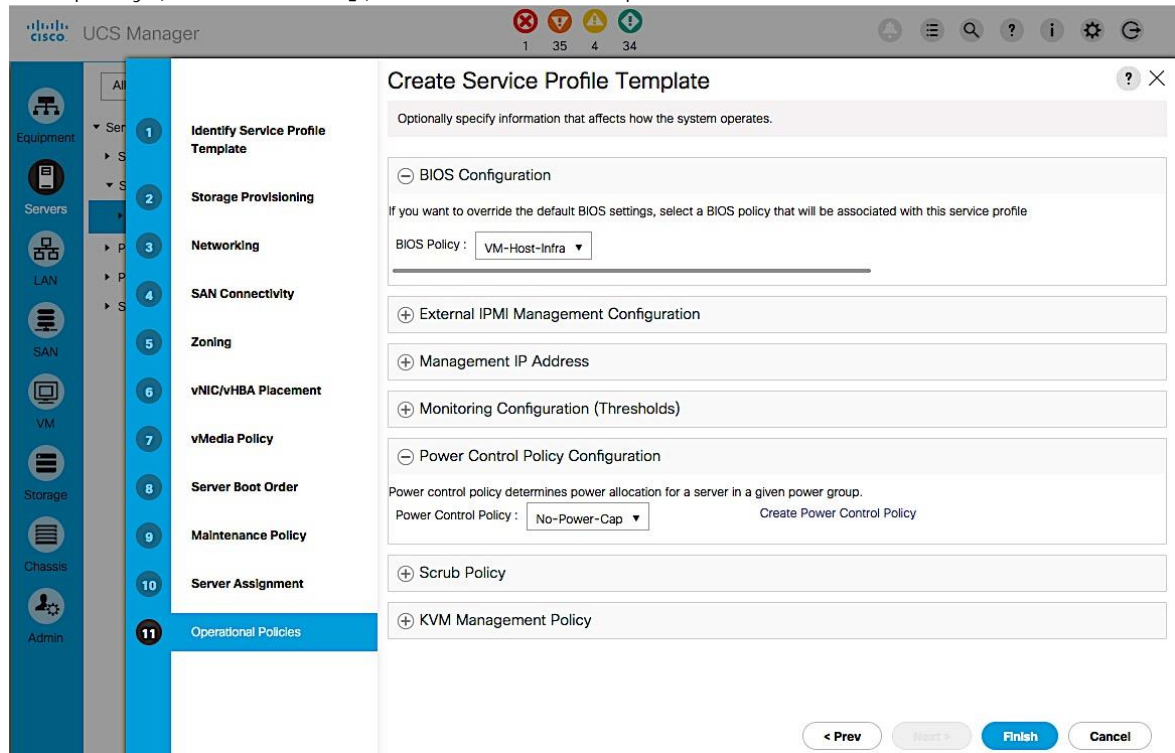 CISCO. UCS Manager
1 35 4 34
Equipment
Servers
LAN
SAN
VM
Storage
Chassis
Admin
All
▾ Ser
▸ S
▾ S
▸ P
▸ P
▸ S
1 Identify Service Profile
Template
2 Storage Provisioning
3 Networking
4 SAN Connectivity
5 Zoning
6 vNIC/vHBA Placement
7 vMedia Policy
8 Server Boot Order
9 Maintenance Policy
10 Server Assignment
11 Operational Policies
Create Service Profile Template
Optionally specify information that affects how the system operates.
BIOS Configuration
If you want to override the default BIOS settings, select a BIOS policy that will be associated with this service profile
BIOS Policy : VM-Host-Infra
External IPMI Management Configuration
Management IP Address
Monitoring Configuration (Thresholds)
Power Control Policy Configuration
Power control policy determines power allocation for a server in a given power group.
Power Control Policy : No-Power-Cap Create Power Control Policy
Scrub Policy
KVM Management Policy
< Prev Next > Finish Cancel